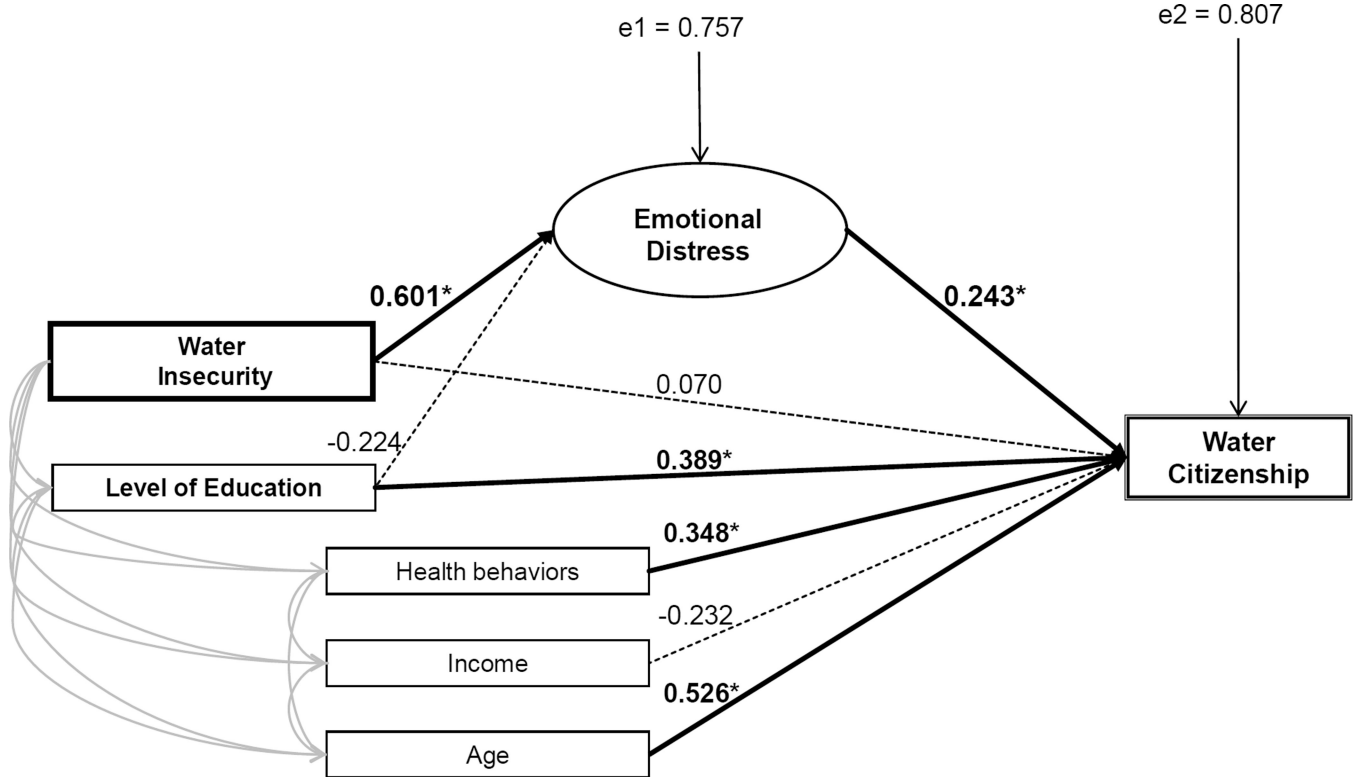 e1 = 0.757
e2 = 0.807
Emotional
Distress
0.601*
0.243*
Water
Insecurity
0.070
-0.224
0.389*
Water
Citizenship
Level of Education
0.348*
Health behaviors
-0.232
Income
0.526*
Age